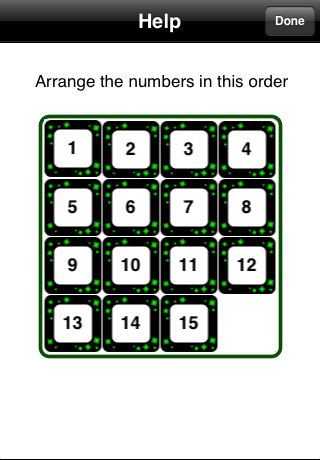 Help
Done
Arrange the numbers in this order
1 2 3 4
5 6 7 8
9 10 11 12
13 14 15